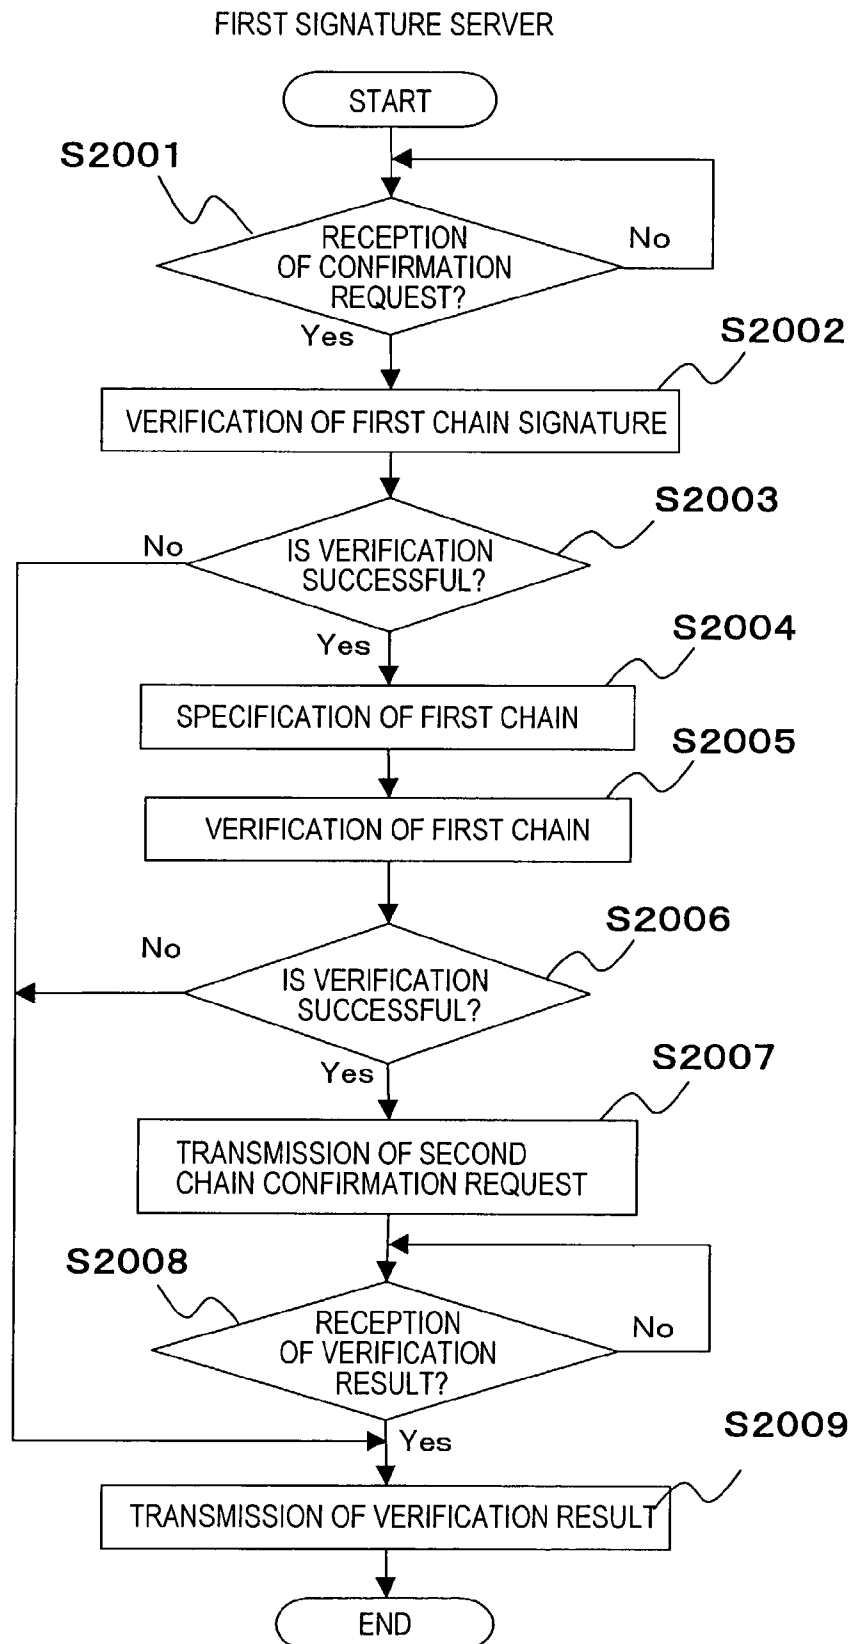 FIRST SIGNATURE SERVER
START
S2001
RECEPTION
OF CONFIRMATION
REQUEST?
No
Yes
S2002
VERIFICATION OF FIRST CHAIN SIGNATURE
S2003
No
IS VERIFICATION
SUCCESSFUL?
Yes
S2004
SPECIFICATION OF FIRST CHAIN
S2005
VERIFICATION OF FIRST CHAIN
S2006
No
IS VERIFICATION
SUCCESSFUL?
Yes
S2007
TRANSMISSION OF SECOND
CHAIN CONFIRMATION REQUEST
S2008
RECEPTION
OF VERIFICATION
RESULT?
No
Yes
S2009
TRANSMISSION OF VERIFICATION RESULT
END